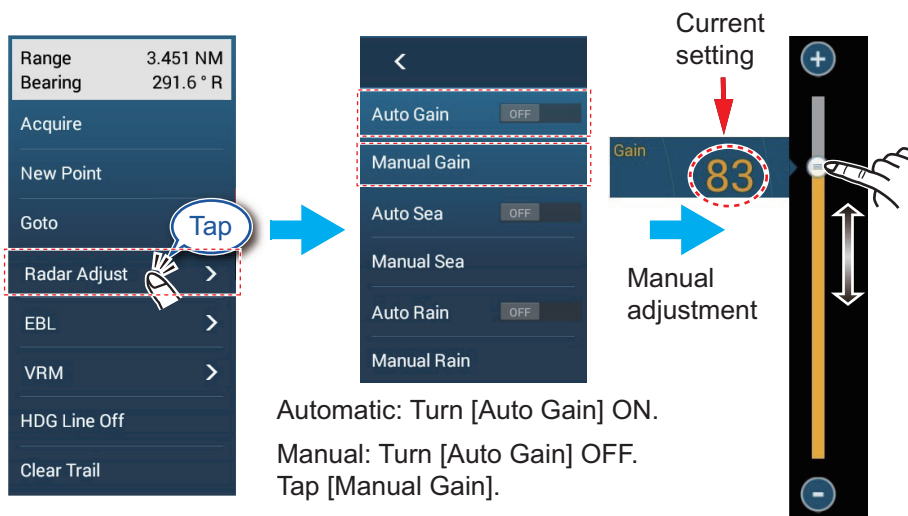 Range 3.451 NM
Bearing 291.6 ° R
Acquire
New Point
Goto
Tap
Radar Adjust >
EBL >
VRM >
HDG Line Off
Clear Trail
<
Auto Gain OFF
Manual Gain
Auto Sea OFF
Manual Sea
Auto Rain OFF
Manual Rain
Current
setting
Gain
83
Manual
adjustment
+
-
Automatic: Turn [Auto Gain] ON.
Manual: Turn [Auto Gain] OFF.
Tap [Manual Gain].